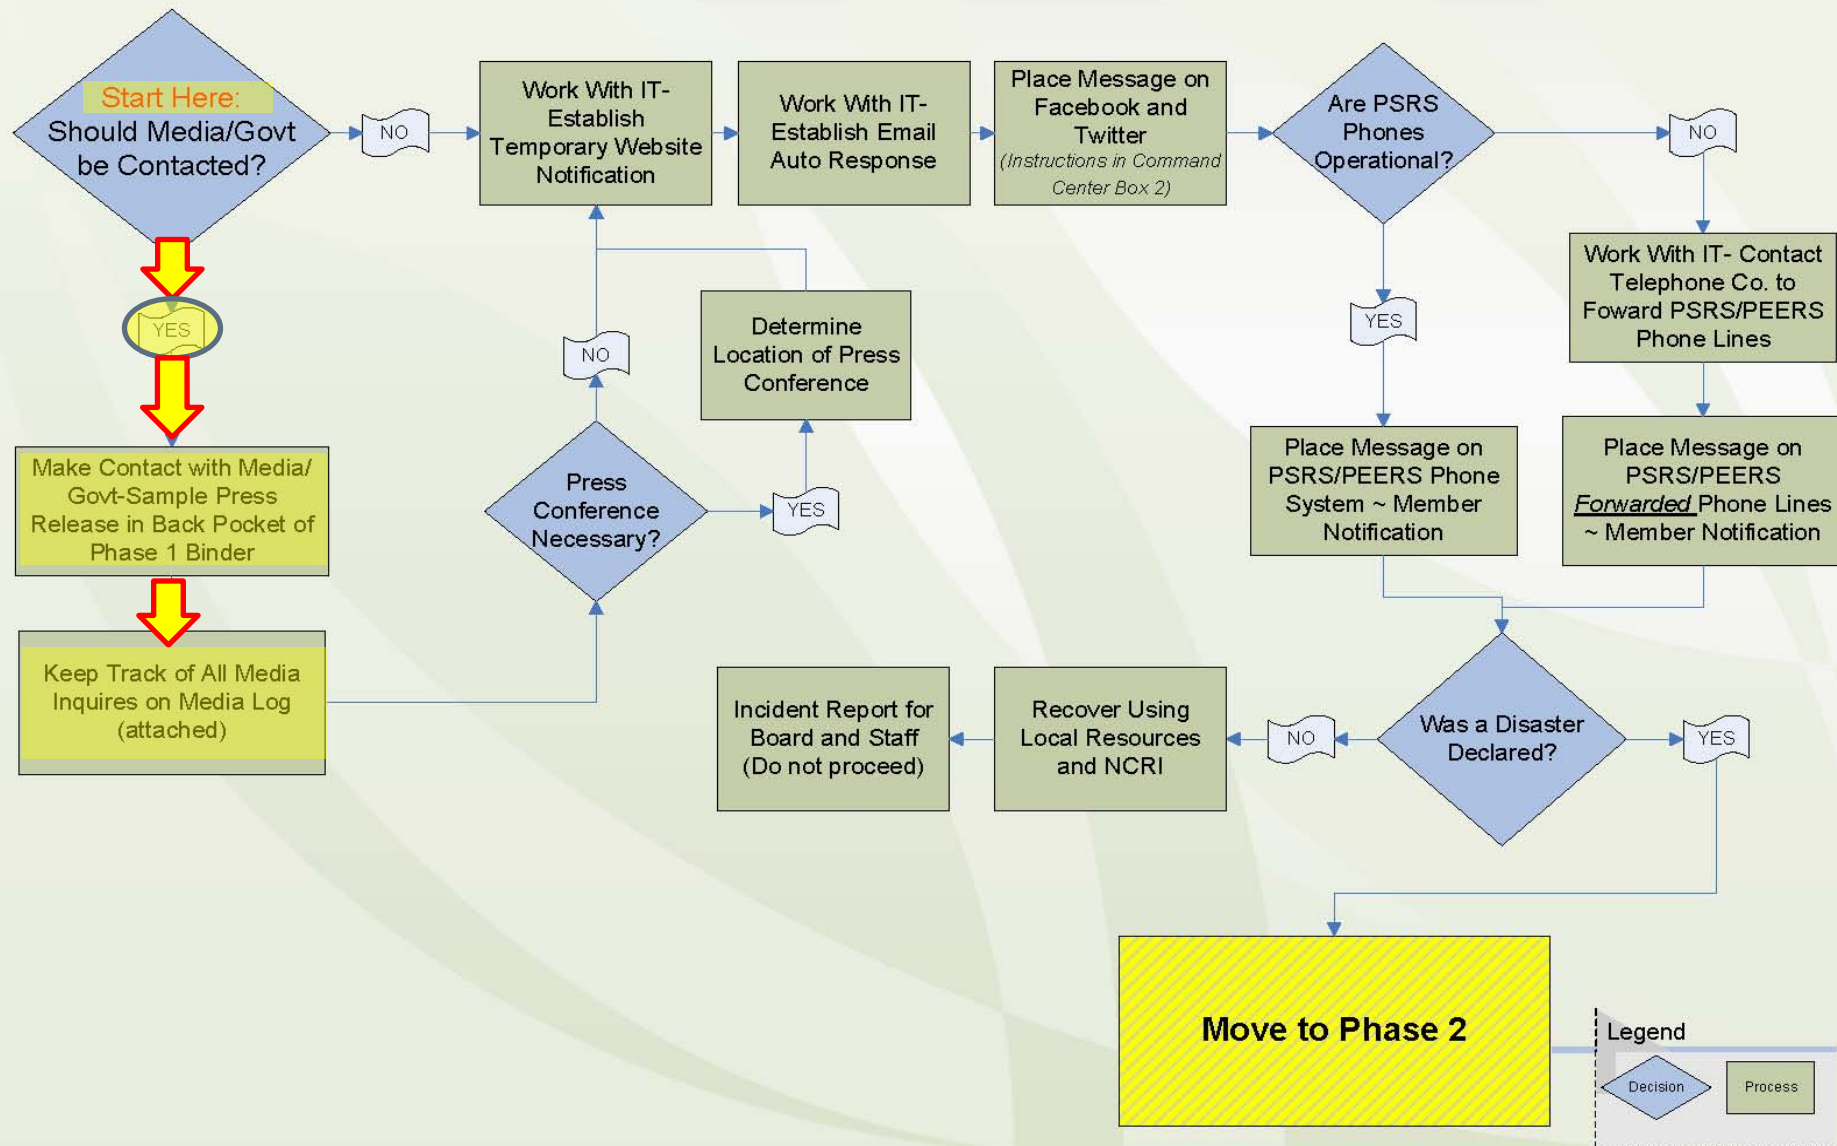 Start Here:
Should Media/Govt
be Contacted?
NO
Work With IT-
Establish
Temporary Website
Notification
Work With IT-
Establish Email
Auto Response
Place Message on
Facebook and
Twitter
(Instructions in Command
Center Box 2)
Are PSRS
Phones
Operational?
NO
Work With IT- Contact
Telephone Co. to
Foward PSRS/PEERS
Phone Lines
YES
YES
Determine
Location of Press
Conference
NO
Make Contact with Media/
Govt-Sample Press
Release in Back Pocket of
Phase 1 Binder
Press
Conference
Necessary?
YES
Place Message on
PSRS/PEERS Phone
System ~ Member
Notification
Place Message on
PSRS/PEERS
Forwarded Phone Lines
~ Member Notification
Keep Track of All Media
Inquires on Media Log
(attached)
Incident Report for
Board and Staff
(Do not proceed)
Recover Using
Local Resources
and NCRI
NO
Was a Disaster
Declared?
YES
Move to Phase 2
Legend
Decision
Process